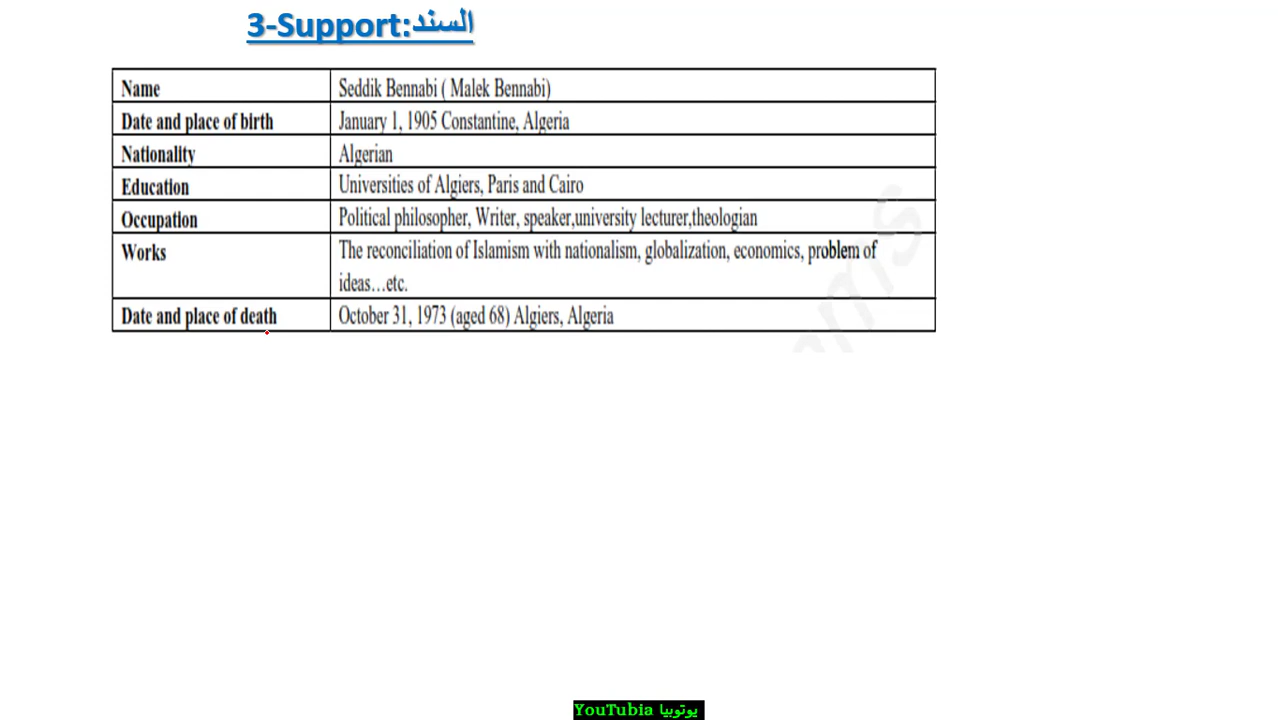 3-Support:السند
Name Seddik Bennabi ( Malek Bennabi)
Date and place of birth January 1, 1905 Constantine, Algeria
Nationality Algerian
Education Universities of Algiers, Paris and Cairo
Occupation Political philosopher, Writer, speaker,university lecturer,theologian
Works The reconciliation of Islamism with nationalism, globalization, economics, problem of
ideas…etc.
Date and place of death October 31, 1973 (aged 68) Algiers, Algeria
YouTubia يوتوبيا